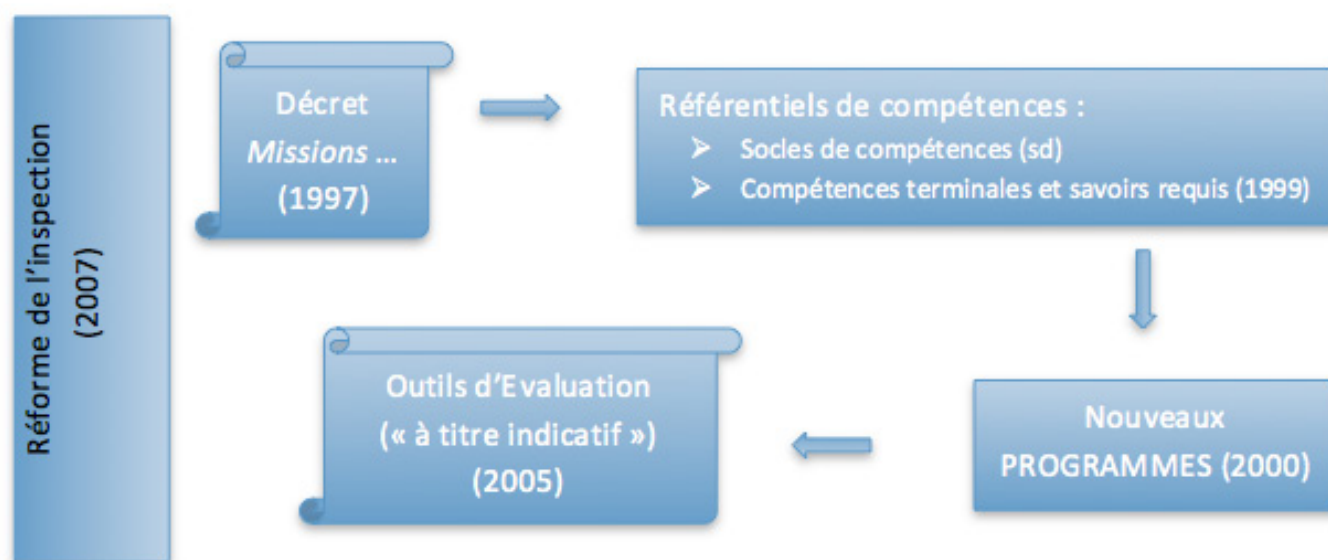 Réforme de l'inspection
(2007)
Décret
Missions ...
(1997)
Référentiels de compétences :
➤ Socles de compétences (sd)
➤ Compétences terminales et savoirs requis (1999)
Outils d'Evaluation
(« à titre indicatif »)
(2005)
Nouveaux
PROGRAMMES (2000)